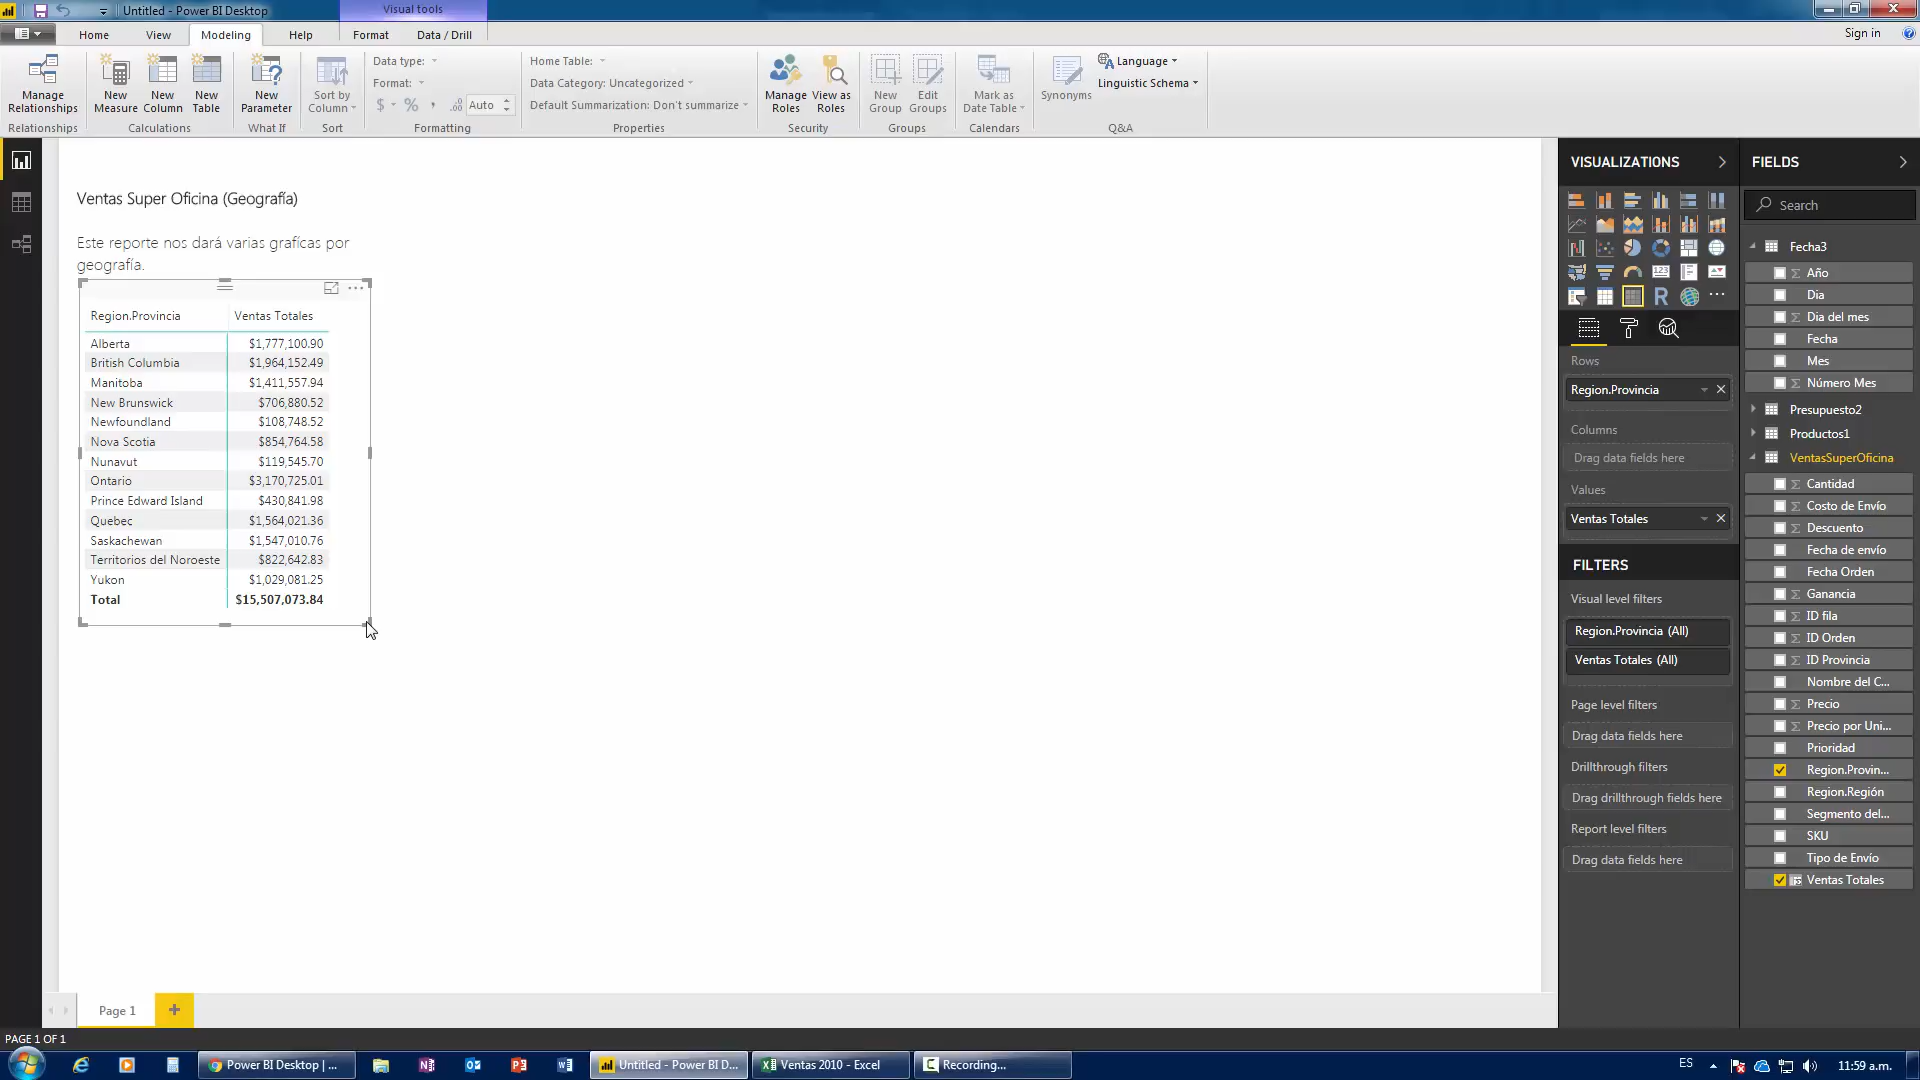 Untitled - Power BI Desktop
Visual tools
Home
View
Modeling
Help
Format
Data / Drill
Sign in
Manage Relationships
Relationships
New Measure
New Column
New Table
Calculations
New Parameter
What If
Sort by Column
Sort
Data type:
Format:
$ % , Auto
Formatting
Home Table:
Data Category: Uncategorized
Default Summarization: Don't summarize
Properties
Manage Roles
View as Roles
Security
New Group
Edit Groups
Groups
Mark as Date Table
Calendars
Synonyms
Language
Linguistic Schema
Q&A
Ventas Super Oficina (Geografía)
Este reporte nos dará varias grafícas por
geografía.
Region.Provincia Ventas Totales
Alberta $1,777,100.90
British Columbia $1,964,152.49
Manitoba $1,411,557.94
New Brunswick $706,880.52
Newfoundland $108,748.52
Nova Scotia $854,764.58
Nunavut $119,545.70
Ontario $3,170,725.01
Prince Edward Island $430,841.98
Quebec $1,564,021.36
Saskachewan $1,547,010.76
Territorios del Noroeste $822,642.83
Yukon $1,029,081.25
Total $15,507,073.84
VISUALIZATIONS
Rows
Region.Provincia
Columns
Drag data fields here
Values
Ventas Totales
FILTERS
Visual level filters
Region.Provincia (All)
Ventas Totales (All)
Page level filters
Drag data fields here
Drillthrough filters
Drag drillthrough fields here
Report level filters
Drag data fields here
FIELDS
Search
Fecha3
Año
Dia
Dia del mes
Fecha
Mes
Número Mes
Presupuesto2
Productos1
VentasSuperOficina
Cantidad
Costo de Envío
Descuento
Fecha de envío
Fecha Orden
Ganancia
ID fila
ID Orden
ID Provincia
Nombre del C...
Precio
Precio por Uni...
Prioridad
Region.Provin...
Region.Región
Segmento del...
SKU
Tipo de Envío
Ventas Totales
Page 1
PAGE 1 OF 1
Power BI Desktop | ...
Untitled - Power BI D...
Ventas 2010 - Excel
Recording...
ES
11:59 a.m.